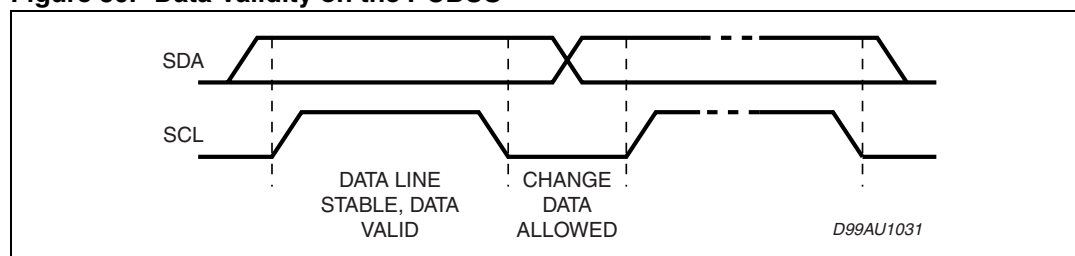 SDA
SCL
DATA LINE
STABLE, DATA
VALID
CHANGE
DATA
ALLOWED
D99AU1031